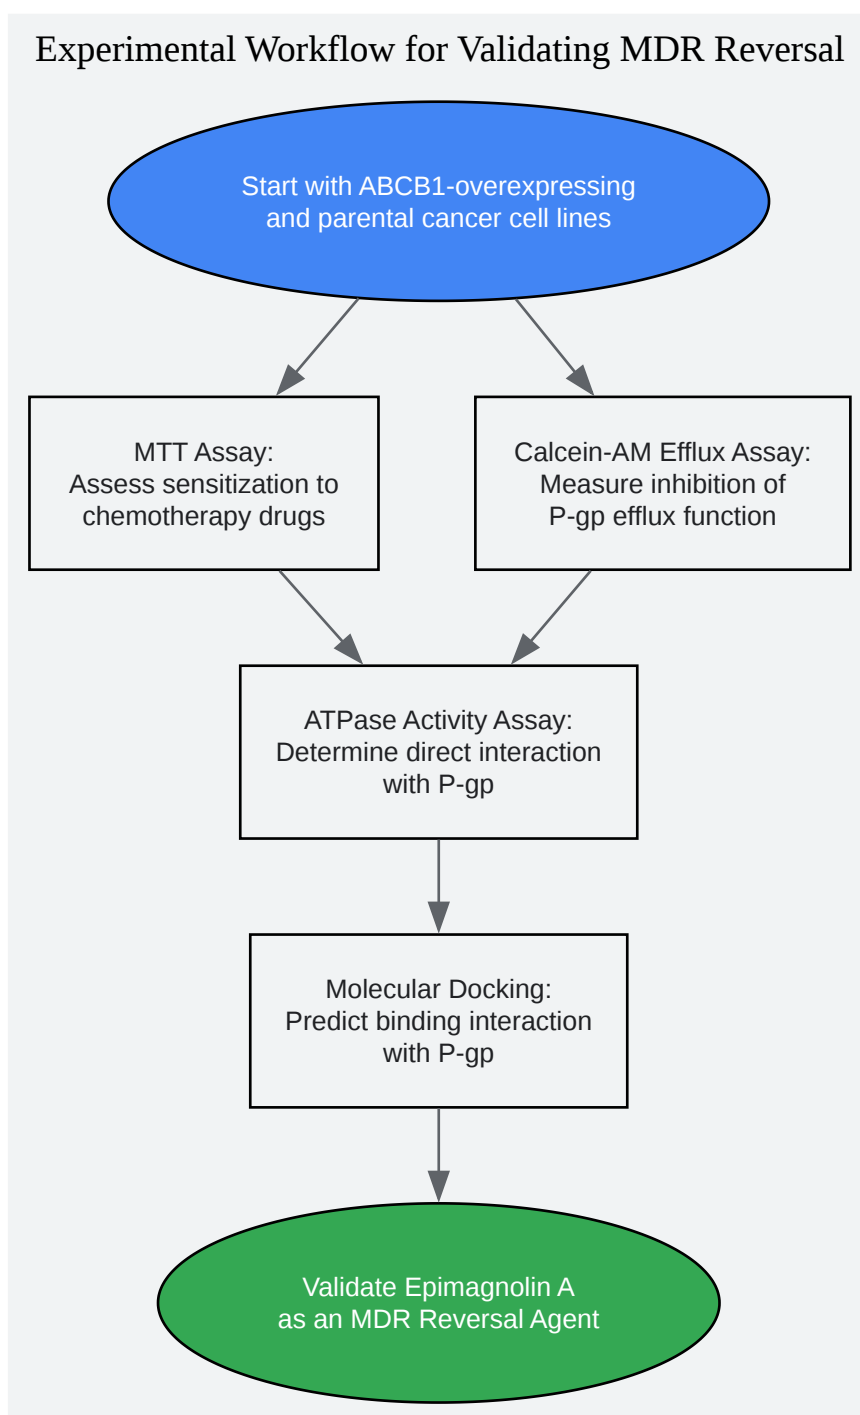 Experimental Workflow for Validating MDR Reversal
Start with ABCB1-overexpressing
and parental cancer cell lines
MTT Assay:
Assess sensitization to
chemotherapy drugs
Calcein-AM Efflux Assay:
Measure inhibition of
P-gp efflux function
ATPase Activity Assay:
Determine direct interaction
with P-gp
Molecular Docking:
Predict binding interaction
with P-gp
Validate Epimagnolin A
as an MDR Reversal Agent